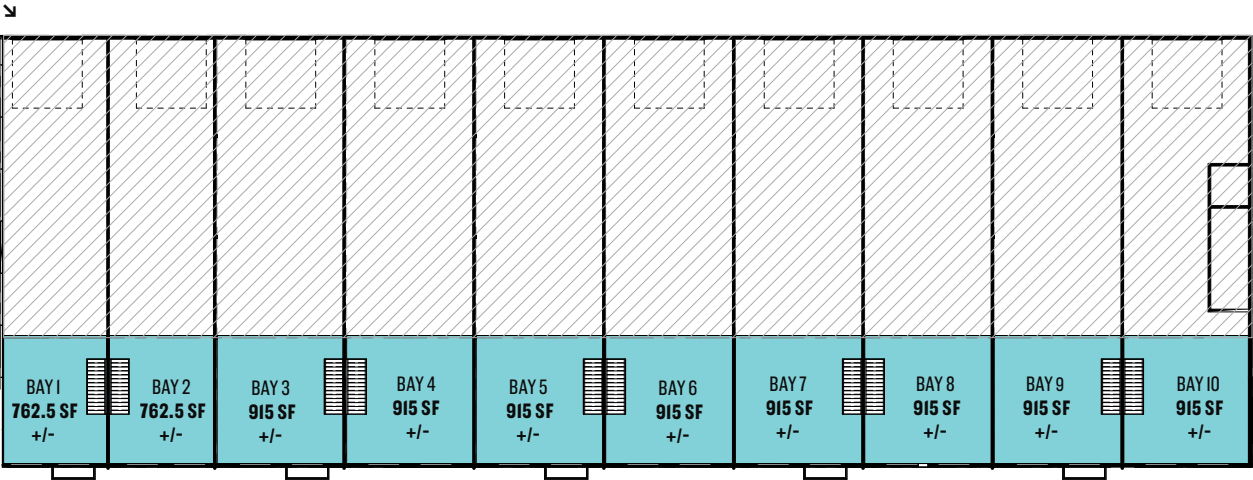 BAY 1
762.5 SF
+/-
BAY 2
762.5 SF
+/-
BAY 3
915 SF
+/-
BAY 4
915 SF
+/-
BAY 5
915 SF
+/-
BAY 6
915 SF
+/-
BAY 7
915 SF
+/-
BAY 8
915 SF
+/-
BAY 9
915 SF
+/-
BAY 10
915 SF
+/-